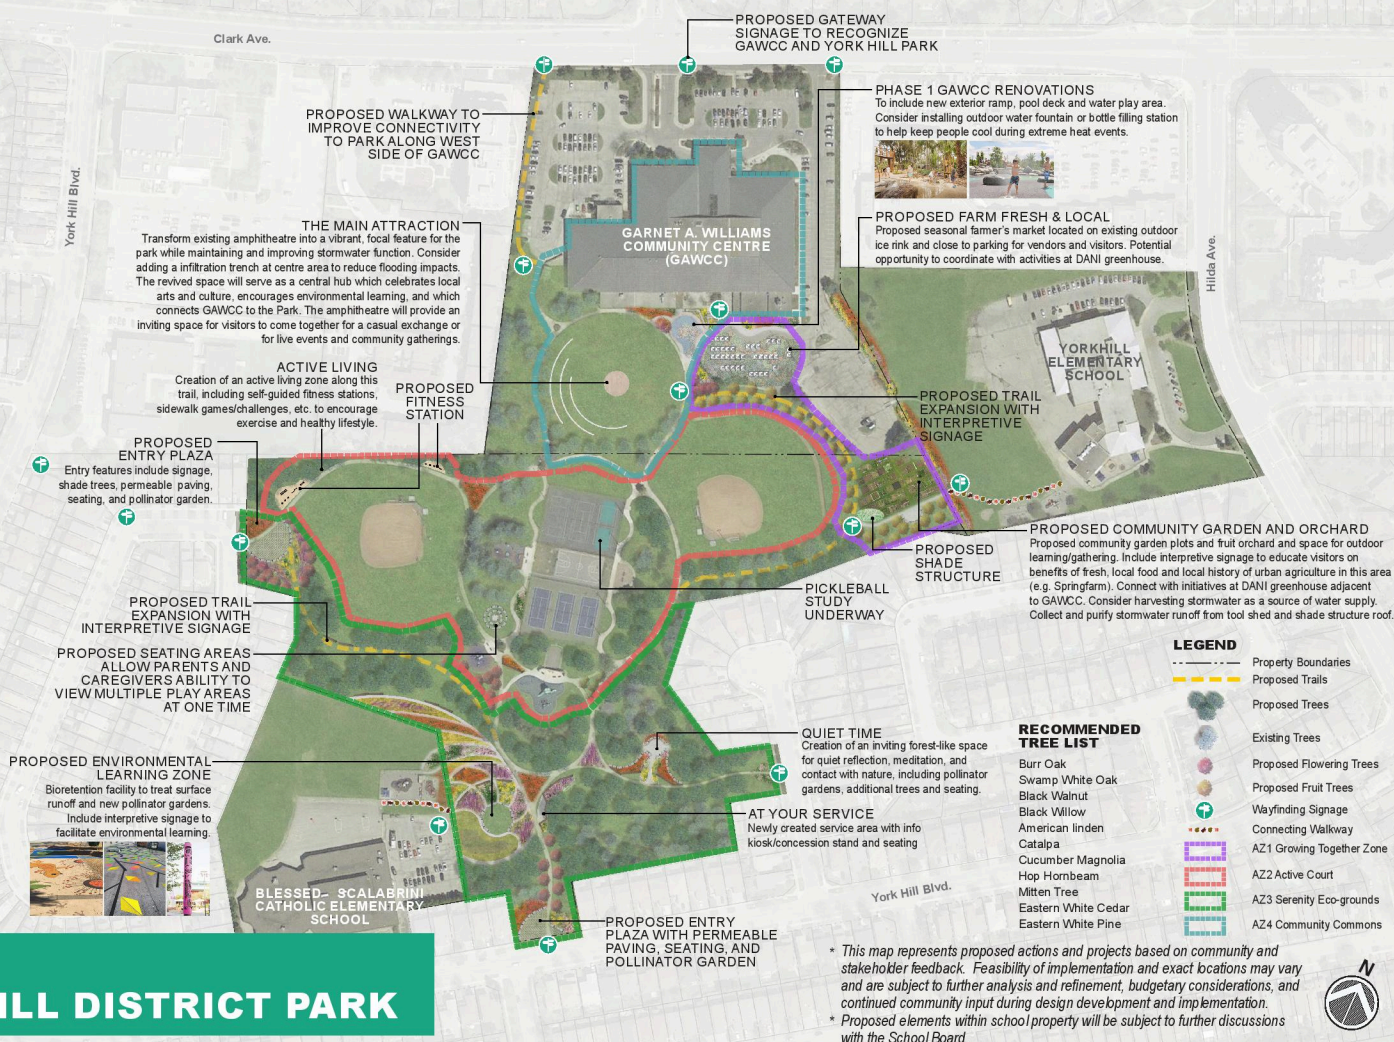 Clark Ave.
PROPOSED GATEWAY
SIGNAGE TO RECOGNIZE
GAWCC AND YORK HILL PARK
PROPOSED WALKWAY TO
IMPROVE CONNECTIVITY
TO PARK ALONG WEST
SIDE OF GAWCC
PHASE 1 GAWCC RENOVATIONS
To include new exterior ramp, pool deck and water play area.
Consider installing outdoor water fountain or bottle filling station
to help keep people cool during extreme heat events.
York Hill Blvd.
THE MAIN ATTRACTION
Transform existing amphitheatre into a vibrant, focal feature for the
park while maintaining and improving stormwater function. Consider
adding a infiltration trench at centre area to reduce flooding impacts.
The revived space will serve as a central hub which celebrates local
arts and culture, encourages environmental learning, and which
connects GAWCC to the Park. The amphitheatre will provide an
inviting space for visitors to come together for a casual exchange or
for live events and community gatherings.
GARNET A. WILLIAMS
COMMUNITY CENTRE
(GAWCC)
PROPOSED FARM FRESH & LOCAL
Proposed seasonal farmer's market located on existing outdoor
ice rink and close to parking for vendors and visitors. Potential
opportunity to coordinate with activities at DANI greenhouse.
Hilda Ave.
YORKHILL
ELEMENTARY
SCHOOL
ACTIVE LIVING
Creation of an active living zone along this
trail, including self-guided fitness stations,
sidewalk games/challenges, etc. to encourage
exercise and healthy lifestyle.
PROPOSED
FITNESS
STATION
PROPOSED TRAIL
EXPANSION WITH
INTERPRETIVE
SIGNAGE
PROPOSED
ENTRY PLAZA
Entry features include signage,
shade trees, permeable paving,
seating, and pollinator garden.
PROPOSED COMMUNITY GARDEN AND ORCHARD
Proposed community garden plots and fruit orchard and space for outdoor
learning/gathering. Include interpretive signage to educate visitors on
benefits of fresh, local food and local history of urban agriculture in this area
(e.g. Springfarm). Connect with initiatives at DANI greenhouse adjacent
to GAWCC. Consider harvesting stormwater as a source of water supply.
Collect and purify stormwater runoff from tool shed and shade structure roof.
PROPOSED
SHADE
STRUCTURE
PICKLEBALL
STUDY
UNDERWAY
PROPOSED TRAIL
EXPANSION WITH
INTERPRETIVE SIGNAGE
PROPOSED SEATING AREAS
ALLOW PARENTS AND
CAREGIVERS ABILITY TO
VIEW MULTIPLE PLAY AREAS
AT ONE TIME
PROPOSED ENVIRONMENTAL
LEARNING ZONE
Bioretention facility to treat surface
runoff and new pollinator gardens.
Include interpretive signage to
facilitate environmental learning.
QUIET TIME
Creation of an inviting forest-like space
for quiet reflection, meditation, and
contact with nature, including pollinator
gardens, additional trees and seating.
AT YOUR SERVICE
Newly created service area with info
kiosk/concession stand and seating
BLESSED SCALABRINI
CATHOLIC ELEMENTARY
SCHOOL
York Hill Blvd.
PROPOSED ENTRY
PLAZA WITH PERMEABLE
PAVING, SEATING, AND
POLLINATOR GARDEN
RECOMMENDED
TREE LIST
Burr Oak
Swamp White Oak
Black Walnut
Black Willow
American linden
Catalpa
Cucumber Magnolia
Hop Hornbeam
Mitten Tree
Eastern White Cedar
Eastern White Pine
LEGEND
Property Boundaries
Proposed Trails
Proposed Trees
Existing Trees
Proposed Flowering Trees
Proposed Fruit Trees
Wayfinding Signage
Connecting Walkway
AZ1 Growing Together Zone
AZ2 Active Court
AZ3 Serenity Eco-grounds
AZ4 Community Commons
* This map represents proposed actions and projects based on community and
stakeholder feedback. Feasibility of implementation and exact locations may vary
and are subject to further analysis and refinement, budgetary considerations, and
continued community input during design development and implementation.
* Proposed elements within school property will be subject to further discussions
with the School Board
N
ILL DISTRICT PARK